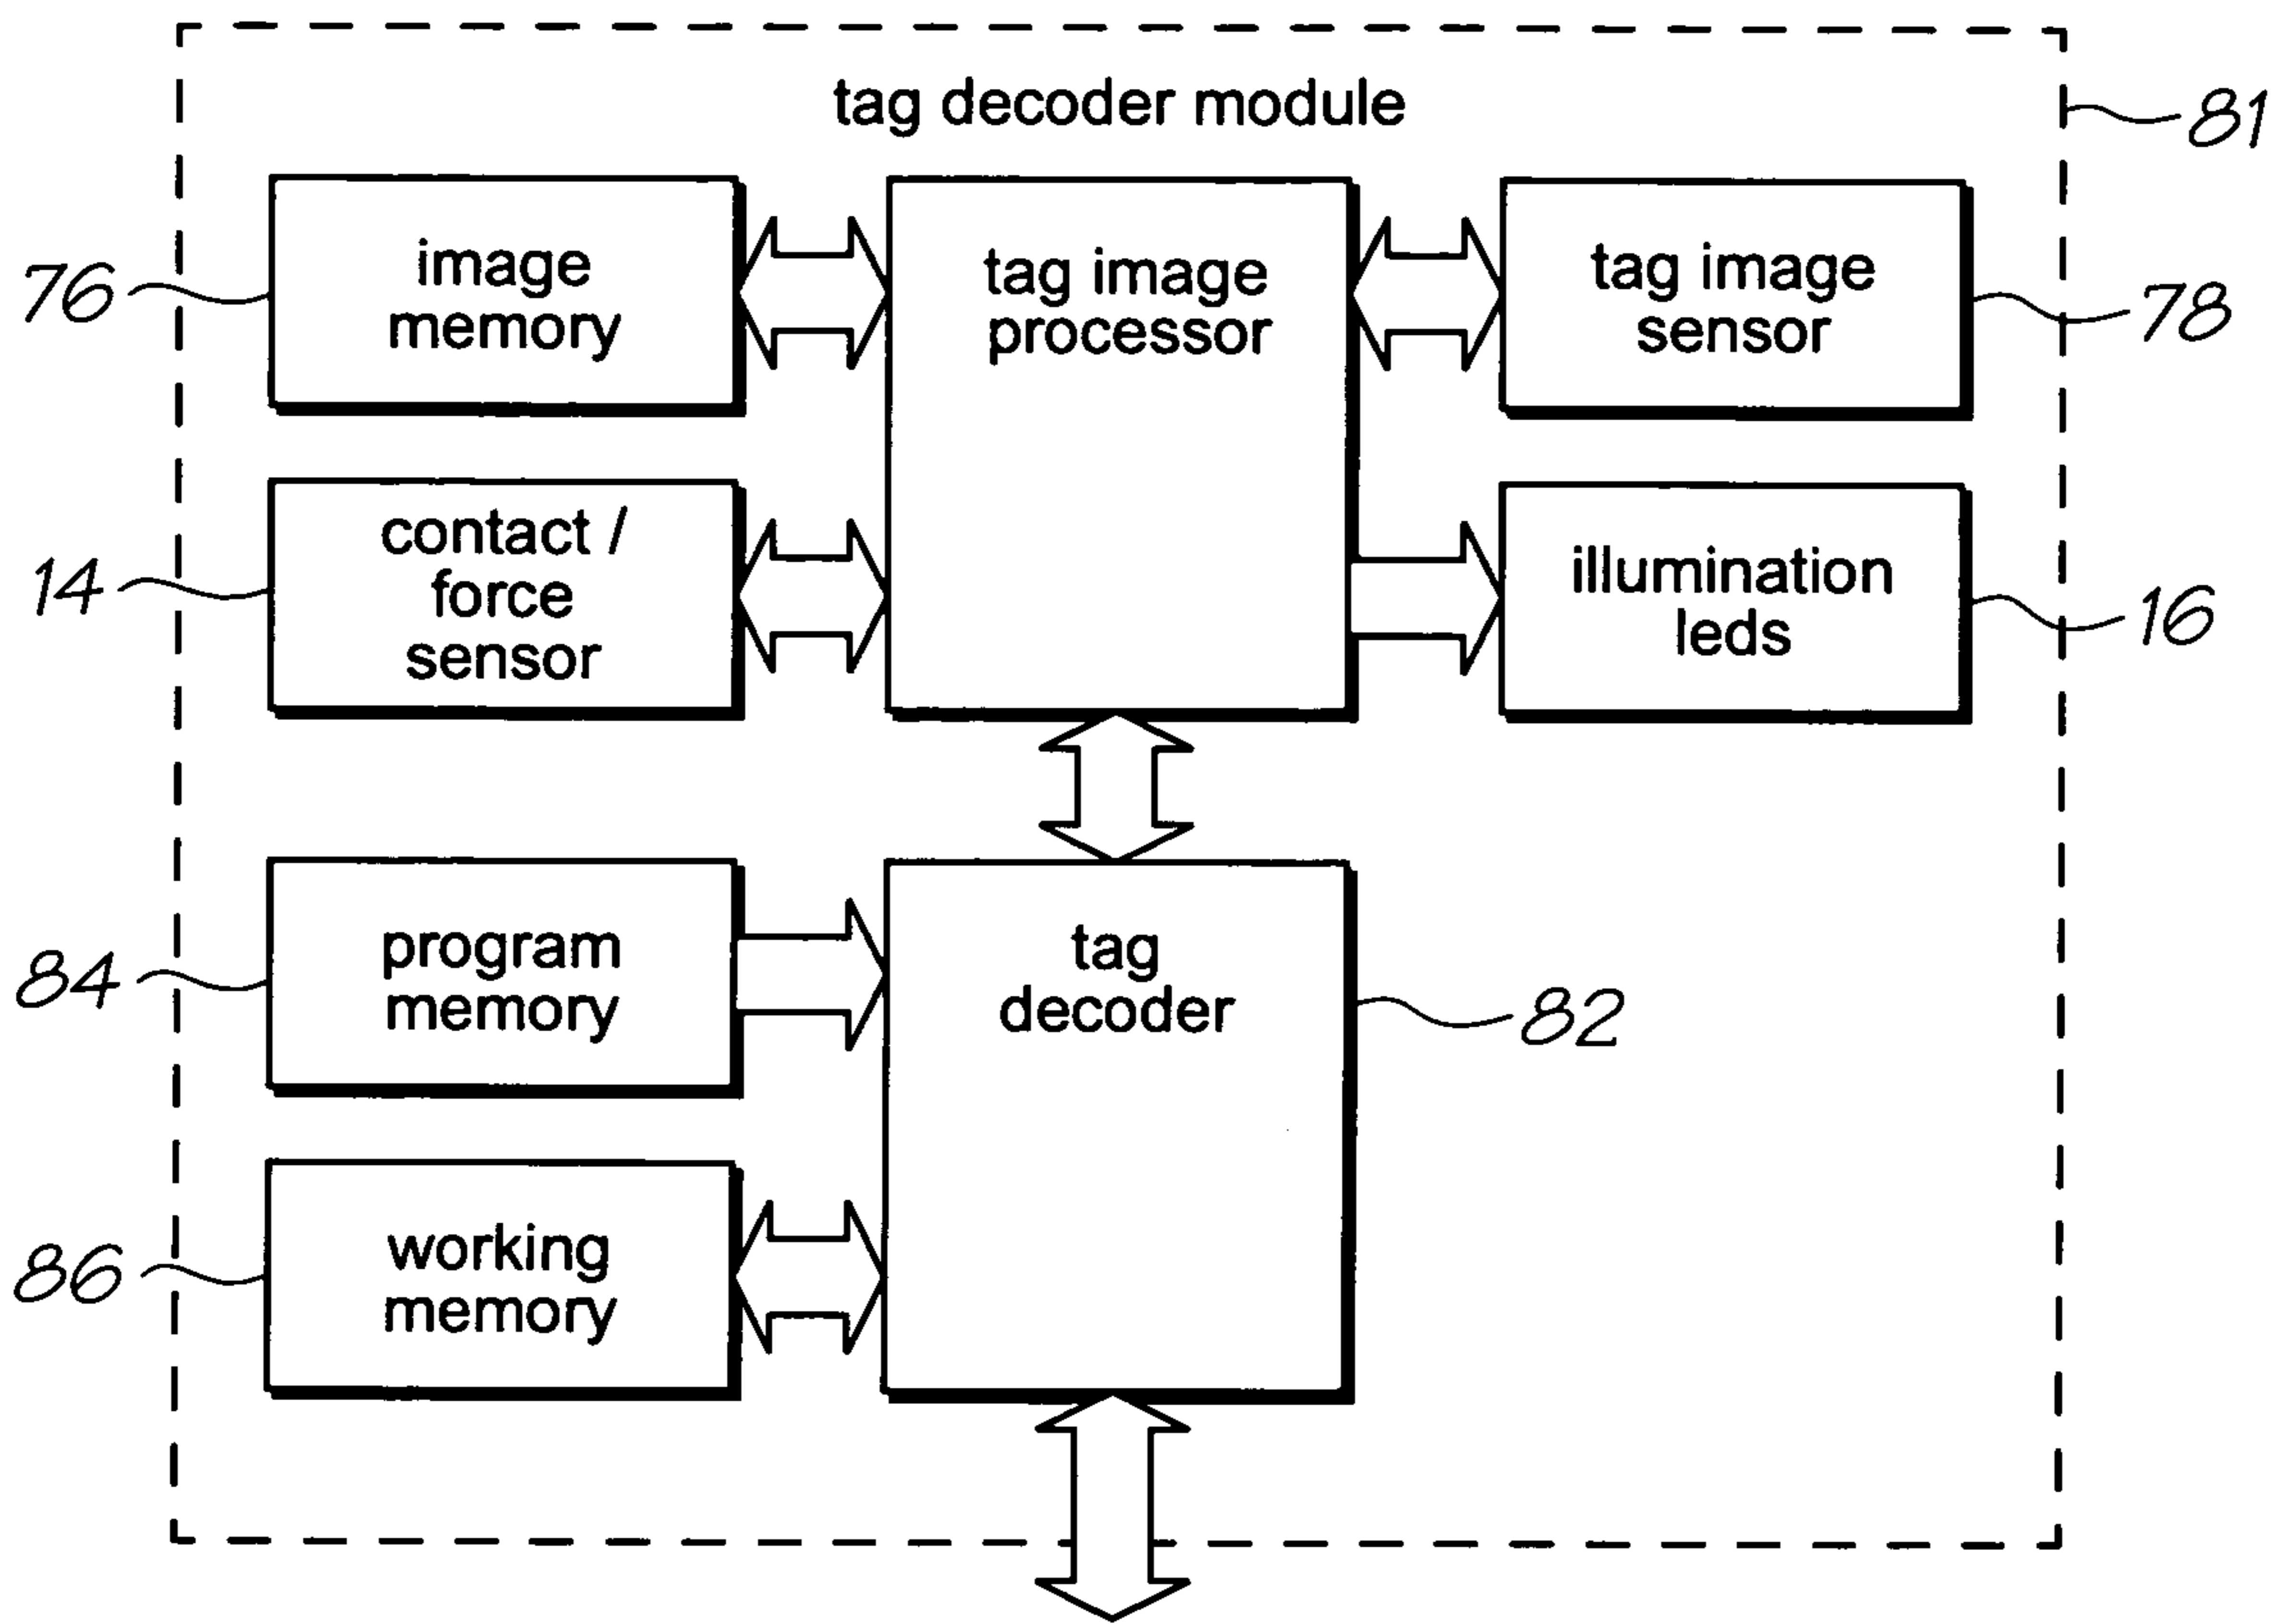 tag decoder module
81
76
image
memory
tag image
processor
tag image
sensor
78
14
contact /
force
sensor
illumination
leds
16
84
program
memory
tag
decoder
82
86
working
memory